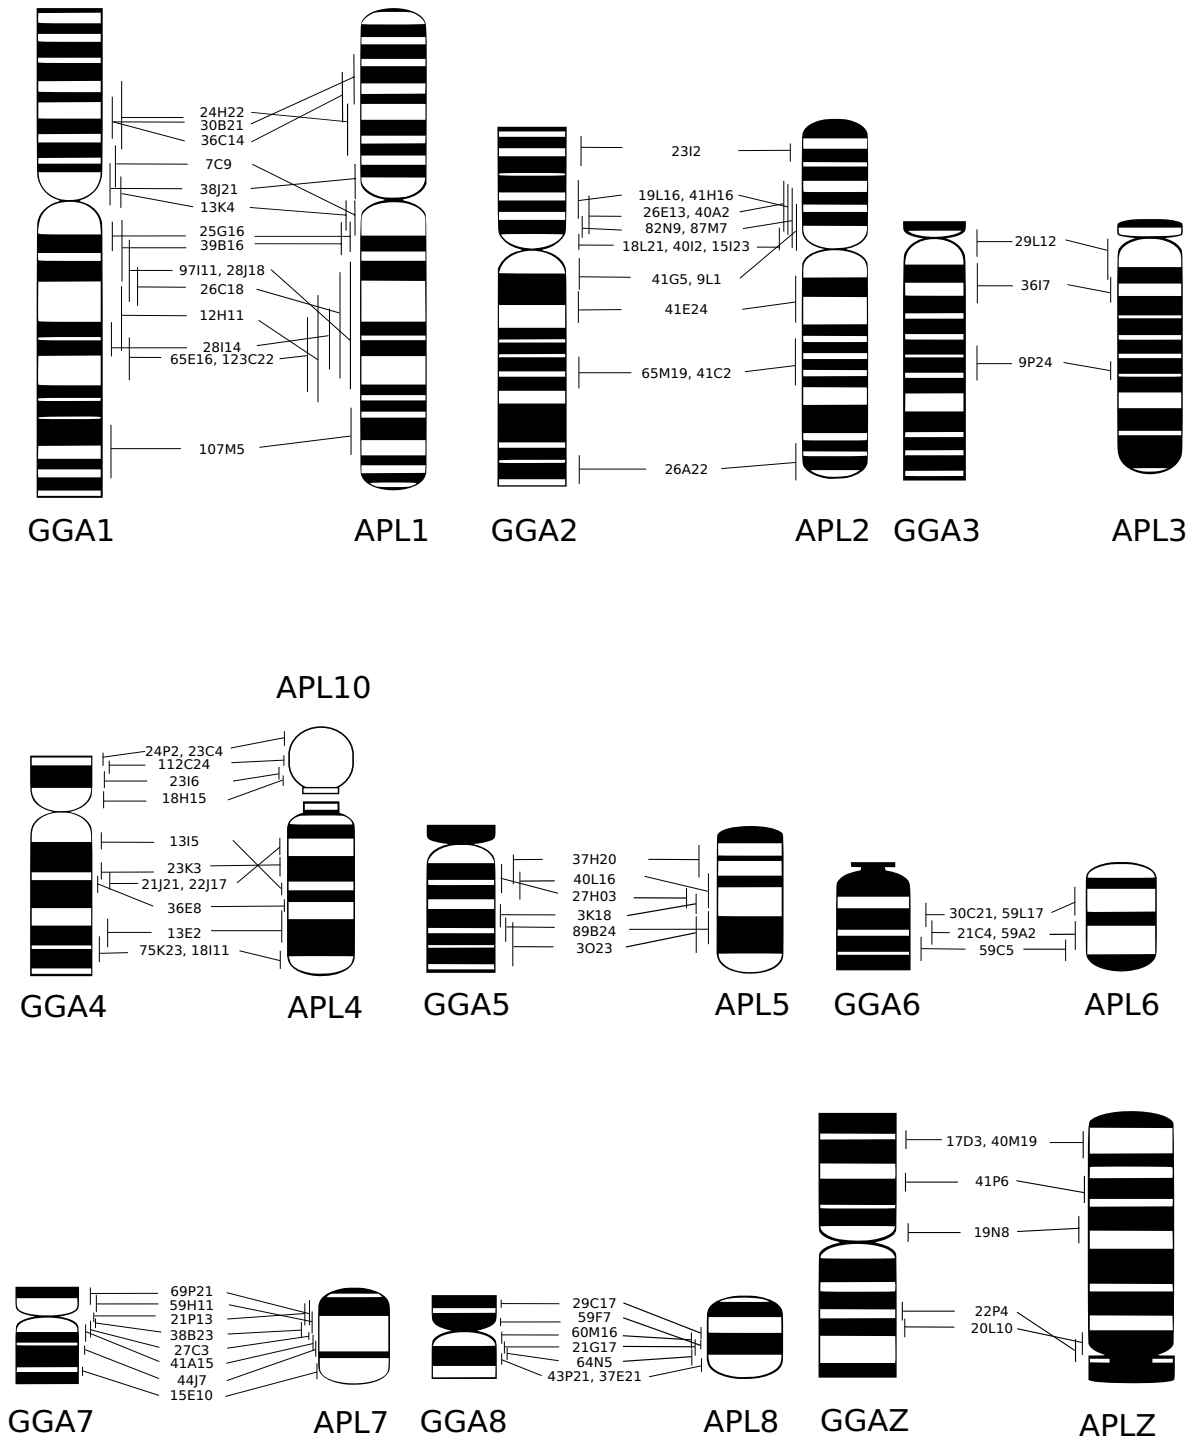 24H22
30B21
36C14
7C9
38J21
13K4
25G16
39B16
97I11, 28J18
26C18
12H11
28I14
65E16, 123C22
107M5
GGA1
APL1
23I2
19L16, 41H16
26E13, 40A2
82N9, 87M7
18L21, 40I2, 15I23
41G5, 9L1
41E24
65M19, 41C2
26A22
GGA2
APL2
29L12
36I7
9P24
GGA3
APL3
APL10
24P2, 23C4
112C24
23I6
18H15
13I5
23K3
21J21, 22J17
36E8
13E2
75K23, 18I11
GGA4
APL4
37H20
40L16
27H03
3K18
89B24
3O23
GGA5
APL5
30C21, 59L17
21C4, 59A2
59C5
GGA6
APL6
69P21
59H11
21P13
38B23
27C3
41A15
44J7
15E10
GGA7
APL7
29C17
59F7
60M16
21G17
64N5
43P21, 37E21
GGA8
APL8
17D3, 40M19
41P6
19N8
22P4
20L10
GGAZ
APLZ